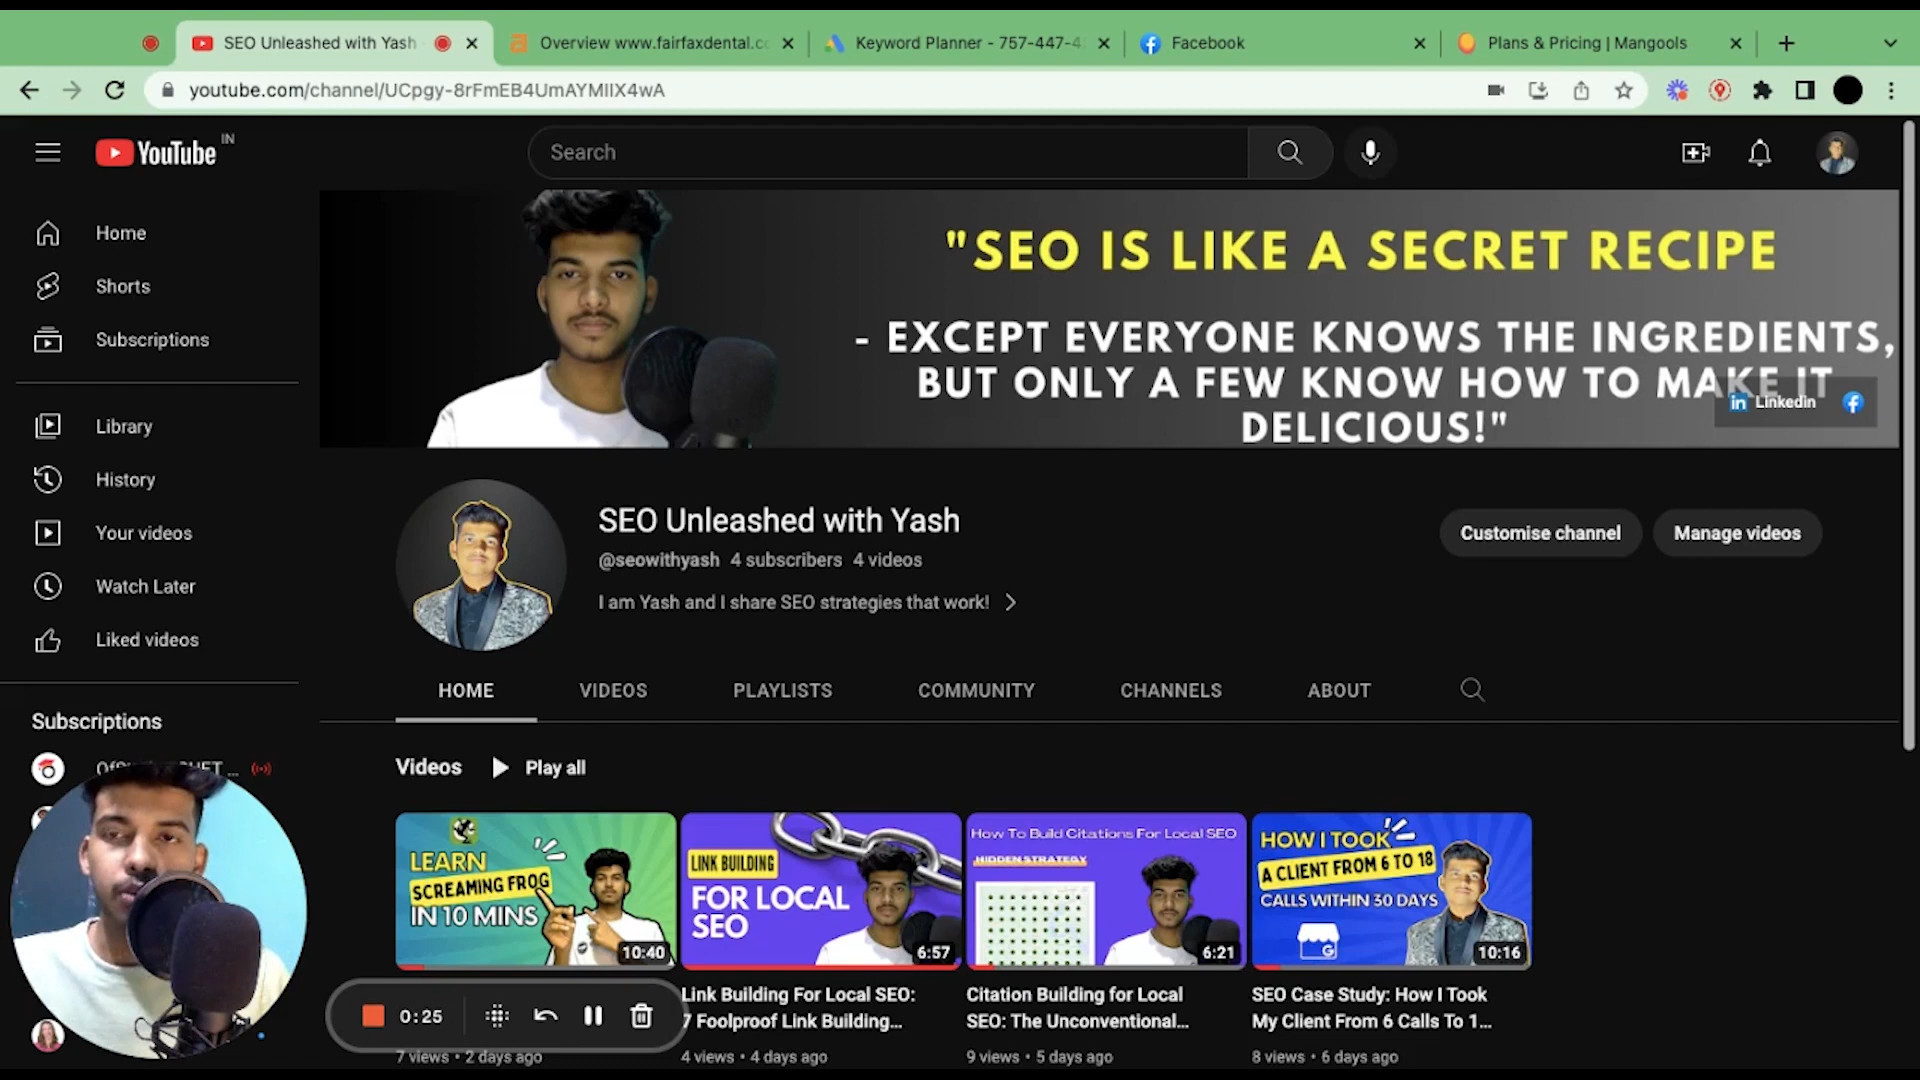 SEO Unleashed with Yash
Overview www.fairfaxdental.co
Keyword Planner - 757-447-4
Facebook
Plans & Pricing | Mangools
youtube.com/channel/UCpgy-8rFmEB4UmAYMIIX4wA
YouTube IN
Search
Home
Shorts
Subscriptions
Library
History
Your videos
Watch Later
Liked videos
Subscriptions
"SEO IS LIKE A SECRET RECIPE
- EXCEPT EVERYONE KNOWS THE INGREDIENTS,
BUT ONLY A FEW KNOW HOW TO MAKE IT
DELICIOUS!"
in Linkedin
SEO Unleashed with Yash
@seowithyash 4 subscribers 4 videos
I am Yash and I share SEO strategies that work!
Customise channel
Manage videos
HOME
VIDEOS
PLAYLISTS
COMMUNITY
CHANNELS
ABOUT
Videos
Play all
LEARN
SCREAMING FROG
IN 10 MINS
10:40
LINK BUILDING
FOR LOCAL
SEO
6:57
How To Build Citations For Local SEO
HIDDEN STRATEGY
6:21
HOW I TOOK
A CLIENT FROM 6 TO 18
CALLS WITHIN 30 DAYS
G
10:16
0:25
7 views • 2 days ago
Link Building For Local SEO:
7 Foolproof Link Building...
4 views • 4 days ago
Citation Building for Local
SEO: The Unconventional...
9 views • 5 days ago
SEO Case Study: How I Took
My Client From 6 Calls To 1...
8 views • 6 days ago